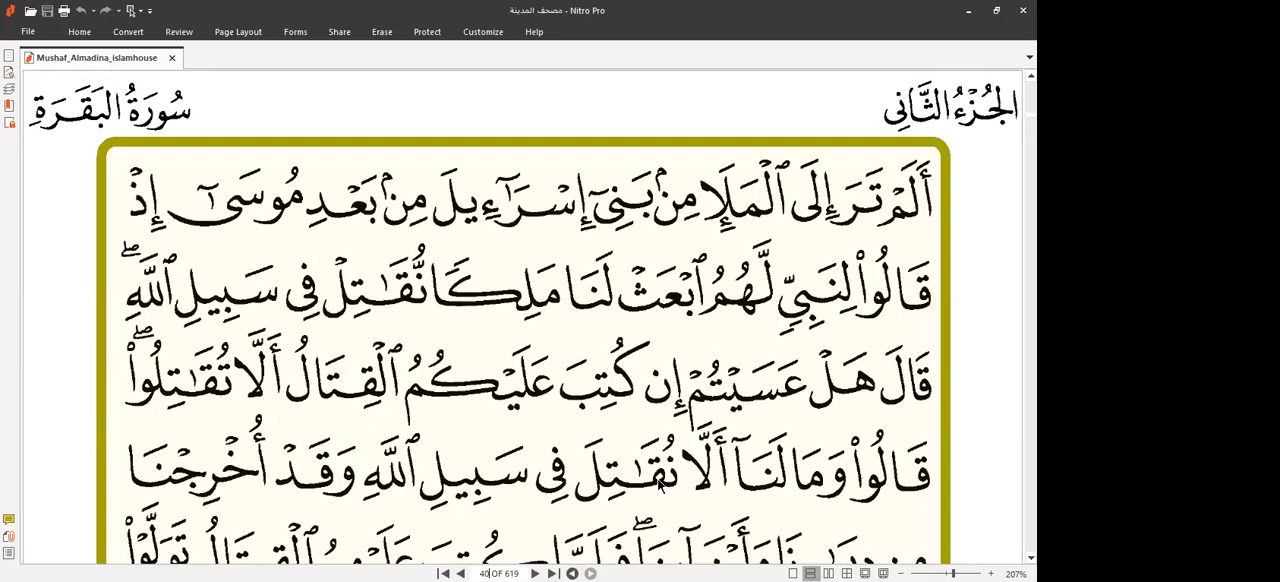 مصحف المدينة - Nitro Pro
File Home Convert Review Page Layout Forms Share Erase Protect Customize Help
Mushaf_Almadina_islamhouse
الجُزْءُ الثَّانِى سُورَةُ البَقَرَةِ
أَلَمْ تَرَ إِلَى ٱلْمَلَإِ مِنۢ بَنِىٓ إِسْرَٰٓءِيلَ مِنۢ بَعْدِ مُوسَىٰٓ إِذْ
قَالُوا۟ لِنَبِىٍّ لَّهُمُ ٱبْعَثْ لَنَا مَلِكًا نُّقَٰتِلْ فِى سَبِيلِ ٱللَّهِ ۖ
قَالَ هَلْ عَسَيْتُمْ إِن كُتِبَ عَلَيْكُمُ ٱلْقِتَالُ أَلَّا تُقَٰتِلُوا۟ ۖ
قَالُوا۟ وَمَا لَنَآ أَلَّا نُقَٰتِلَ فِى سَبِيلِ ٱللَّهِ وَقَدْ أُخْرِجْنَا
40 OF 619
207%